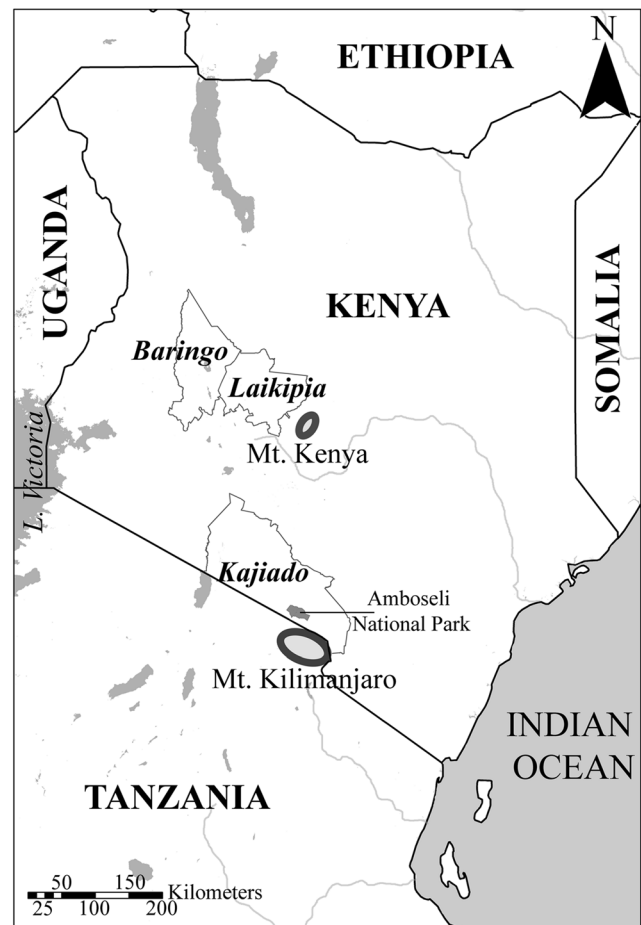 N
ETHIOPIA
UGANDA
SOMALIA
KENYA
Baringo
Laikipia
Mt. Kenya
L. Victoria
Kajiado
Amboseli
National Park
Mt. Kilimanjaro
INDIAN
OCEAN
TANZANIA
50 150
Kilometers
25 100 200